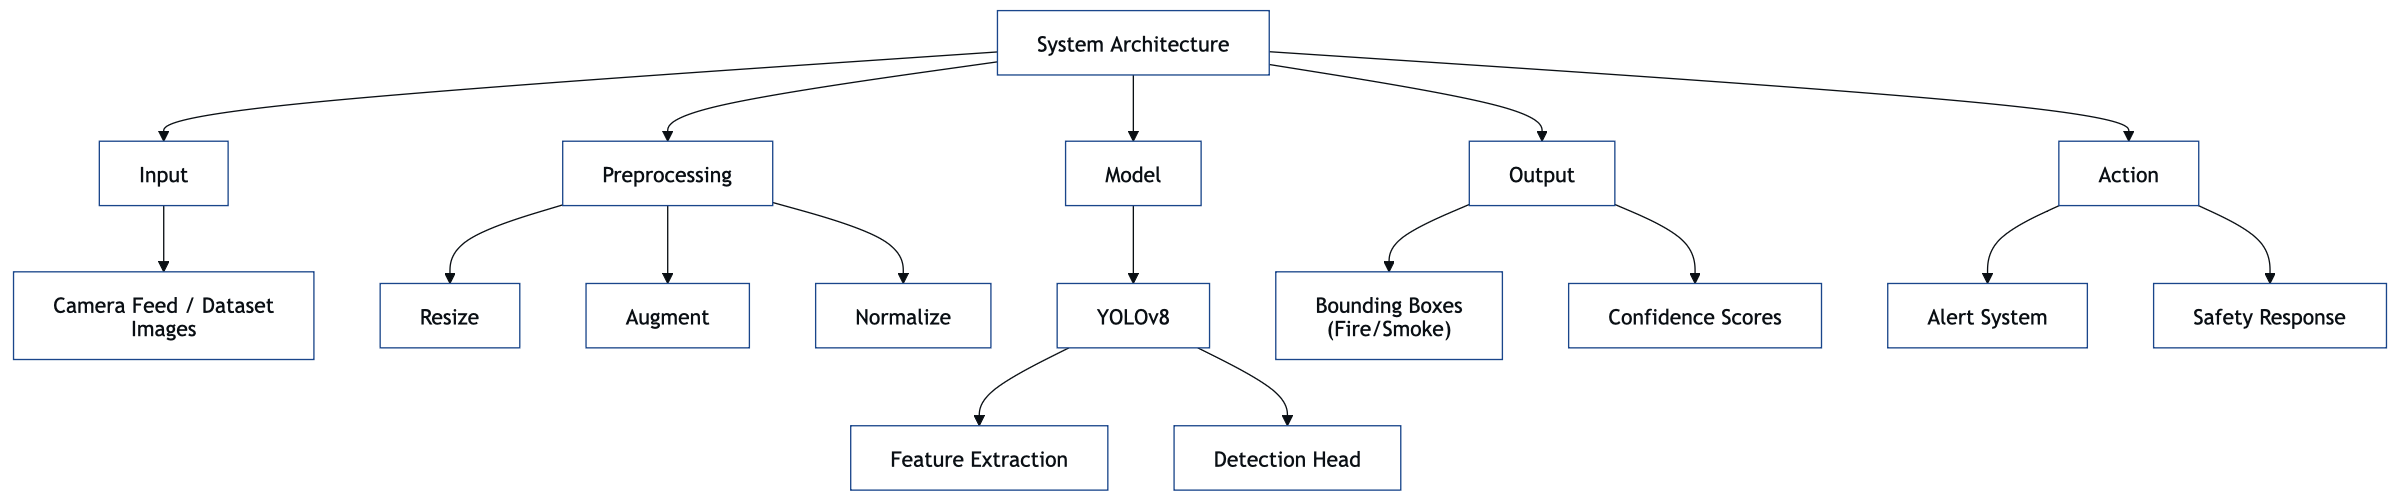 System Architecture
Input
Preprocessing
Model
Output
Action
Camera Feed / Dataset
Images
Resize
Augment
Normalize
YOLOv8
Bounding Boxes
(Fire/Smoke)
Confidence Scores
Alert System
Safety Response
Feature Extraction
Detection Head